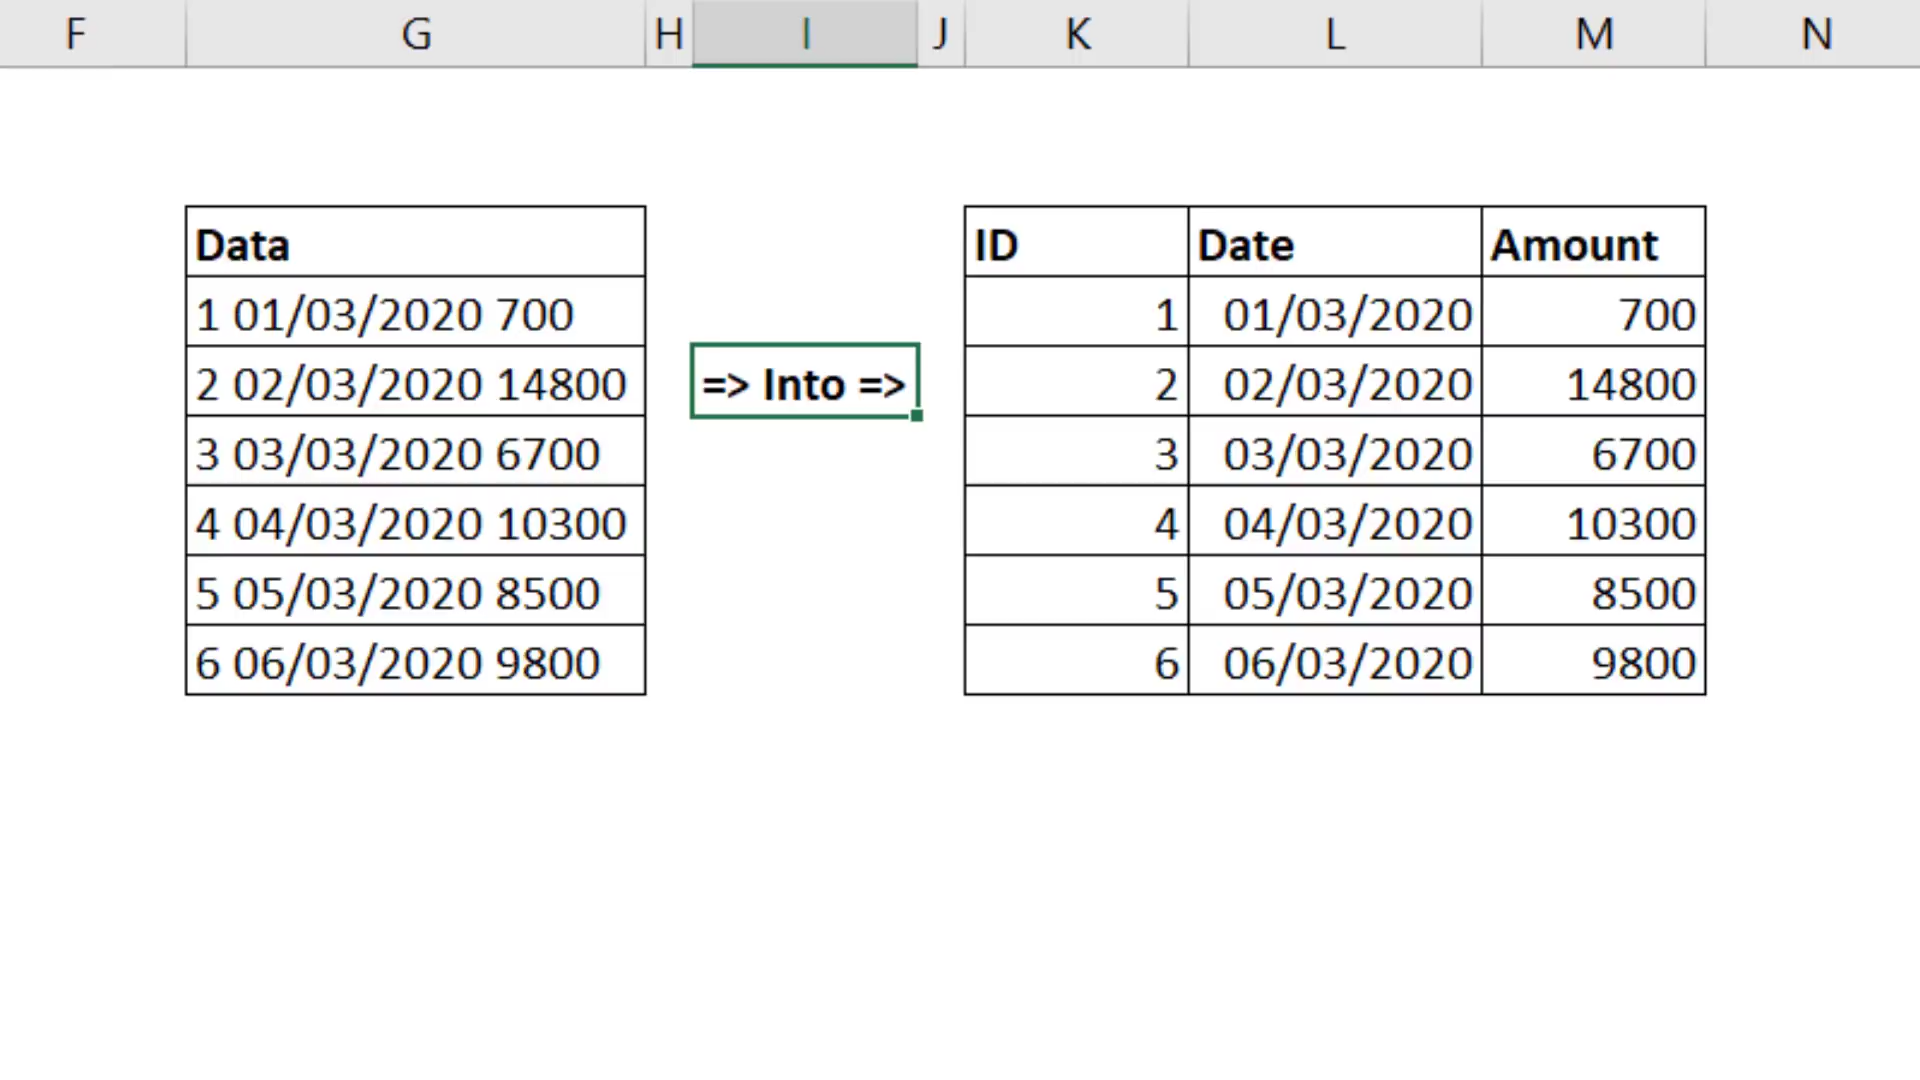 F G H I J K L M N
Data ID Date Amount
1 01/03/2020 700 1 01/03/2020 700
2 02/03/2020 14800 => Into => 2 02/03/2020 14800
3 03/03/2020 6700 3 03/03/2020 6700
4 04/03/2020 10300 4 04/03/2020 10300
5 05/03/2020 8500 5 05/03/2020 8500
6 06/03/2020 9800 6 06/03/2020 9800